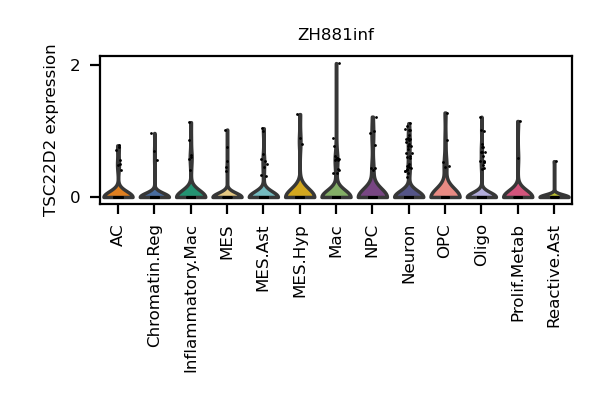 ZH881inf
TSC22D2 expression
2
0
AC
Chromatin.Reg
Inflammatory.Mac
MES
MES.Ast
MES.Hyp
Mac
NPC
Neuron
OPC
Oligo
Prolif.Metab
Reactive.Ast